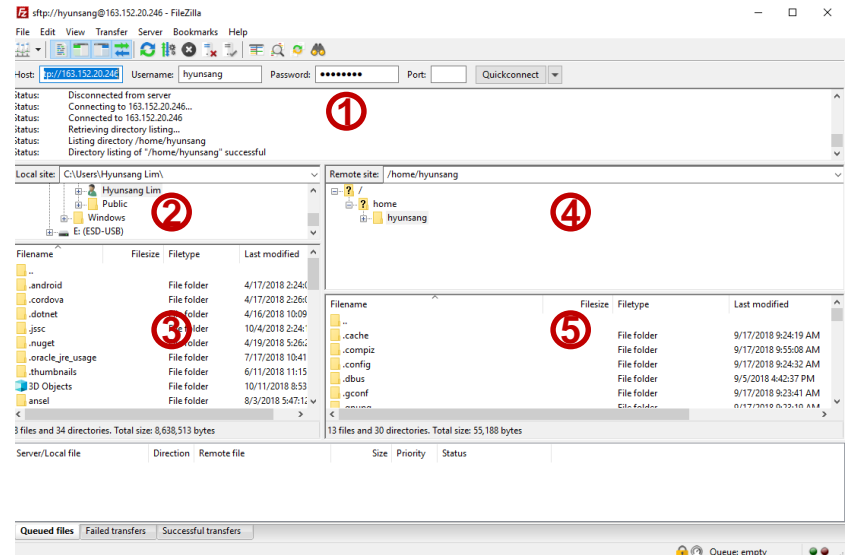 sftp://hyunsang@163.152.20.246 - FileZilla
File Edit View Transfer Server Bookmarks Help
Host: tp://163.152.20.246 Username: hyunsang Password: ●●●●●●●● Port: Quickconnect
Status: Disconnected from server
Status: Connecting to 163.152.20.246...
Status: Connected to 163.152.20.246
Status: Retrieving directory listing...
Status: Listing directory /home/hyunsang
Status: Directory listing of "/home/hyunsang" successful
①
Local site: C:\Users\Hyunsang Lim\
Hyunsang Lim
Public
Windows
E: (ESD-USB)
②
Filename Filesize Filetype Last modified
..
.android File folder 4/17/2018 2:24:0
.cordova File folder 4/17/2018 2:26:0
.dotnet File folder 4/16/2018 10:09
.jssc File folder 10/4/2018 2:24:1
.nuget File folder 4/19/2018 5:26:2
.oracle_jre_usage File folder 7/17/2018 10:41
.thumbnails File folder 6/11/2018 11:15
3D Objects File folder 10/11/2018 8:53
ansel File folder 8/3/2018 5:47:12
③
3 files and 34 directories. Total size: 8,638,513 bytes
Remote site: /home/hyunsang
/
home
hyunsang
④
Filename Filesize Filetype Last modified
..
.cache File folder 9/17/2018 9:24:19 AM
.compiz File folder 9/17/2018 9:55:08 AM
.config File folder 9/17/2018 9:24:32 AM
.dbus File folder 9/5/2018 4:42:37 PM
.gconf File folder 9/17/2018 9:23:41 AM
.gnupg File folder 9/17/2018 9:23:19 AM
⑤
13 files and 30 directories. Total size: 55,188 bytes
Server/Local file Direction Remote file Size Priority Status
Queued files Failed transfers Successful transfers
Queue: empty